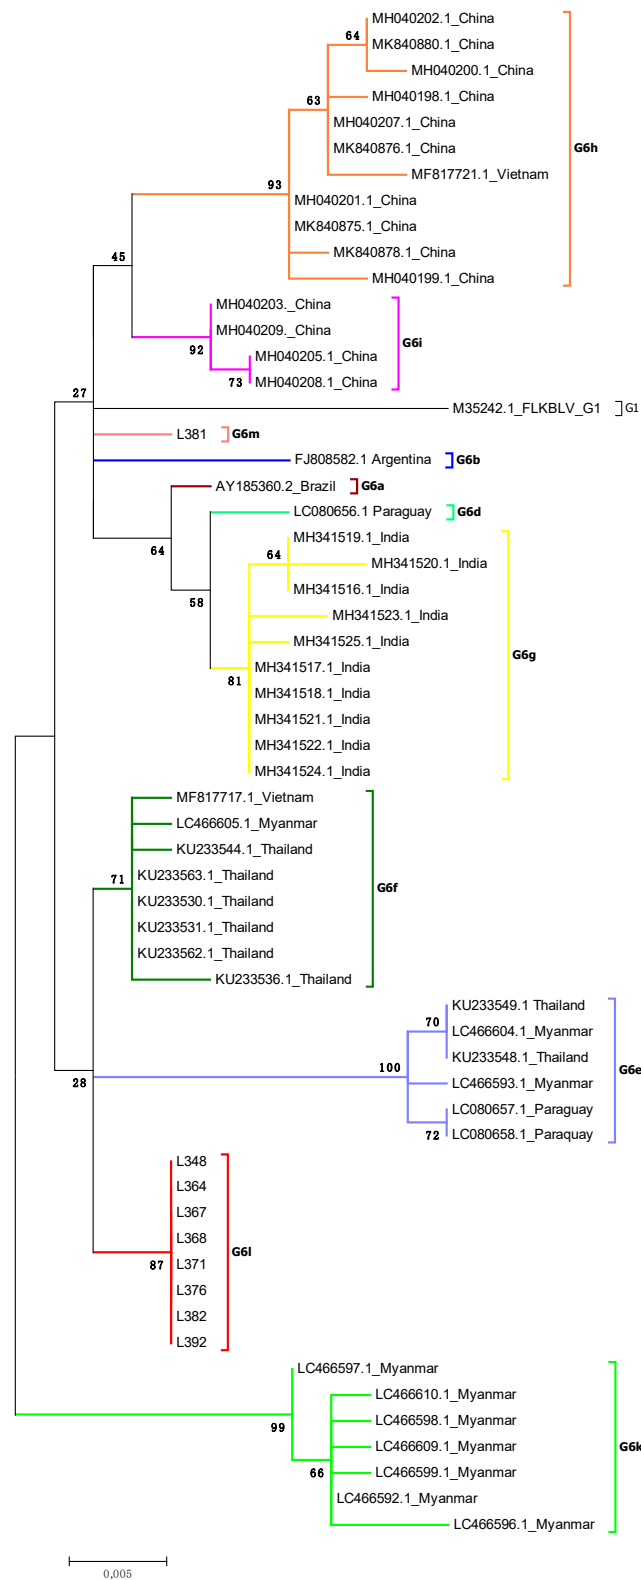 MH040202.1_China
64
MK840880.1_China
MH040200.1_China
MH040198.1_China
63
MH040207.1_China
MK840876.1_China
G6h
MF817721.1_Vietnam
93
MH040201.1_China
MK840875.1_China
MK840878.1_China
45
MH040199.1_China
MH040203._China
MH040209._China
G6i
92
MH040205.1_China
73
MH040208.1_China
27
M35242.1_FLKBLV_G1
G1
L381
G6m
FJ808582.1 Argentina
G6b
AY185360.2_Brazil
G6a
LC080656.1 Paraguay
G6d
MH341519.1_India
64
64
MH341520.1_India
MH341516.1_India
58
MH341523.1_India
MH341525.1_India
G6g
MH341517.1_India
81
MH341518.1_India
MH341521.1_India
MH341522.1_India
MH341524.1_India
MF817717.1_Vietnam
LC466605.1_Myanmar
KU233544.1_Thailand
71
KU233563.1_Thailand
G6f
KU233530.1_Thailand
KU233531.1_Thailand
KU233562.1_Thailand
KU233536.1_Thailand
KU233549.1 Thailand
70
LC466604.1_Myanmar
KU233548.1_Thailand
100
G6e
28
LC466593.1_Myanmar
LC080657.1_Paraguay
72
LC080658.1_Paraquay
L348
L364
L367
L368
G6l
87
L371
L376
L382
L392
LC466597.1_Myanmar
LC466610.1_Myanmar
99
LC466598.1_Myanmar
LC466609.1_Myanmar
G6k
66
LC466599.1_Myanmar
LC466592.1_Myanmar
LC466596.1_Myanmar
0,005